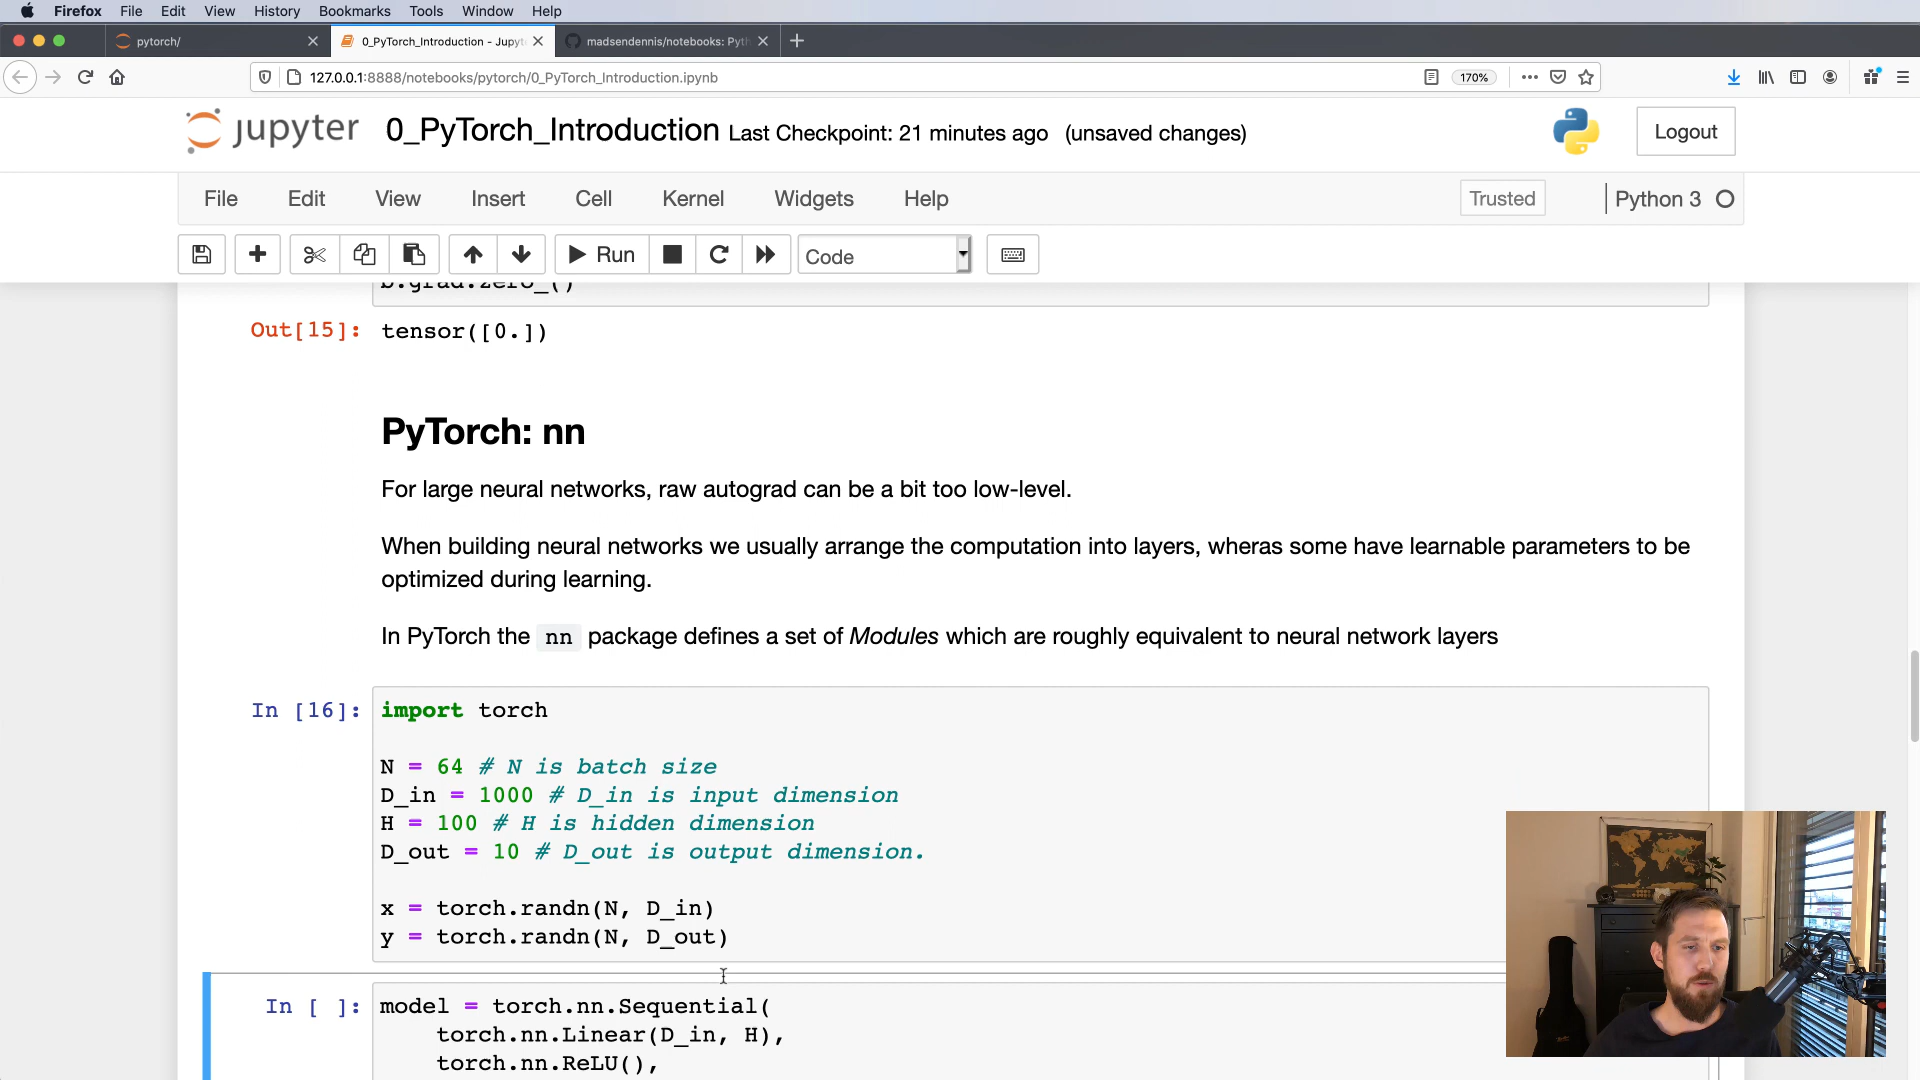 Firefox File Edit View History Bookmarks Tools Window Help
pytorch/
0_PyTorch_Introduction - Jupyt
madsendennis/notebooks: Pyth
127.0.0.1:8888/notebooks/pytorch/0_PyTorch_Introduction.ipynb
170%
jupyter 0_PyTorch_Introduction Last Checkpoint: 21 minutes ago (unsaved changes)
Logout
File Edit View Insert Cell Kernel Widgets Help
Trusted
Python 3
Run
Code
b.grad.zero_()
Out[15]: tensor([0.])
PyTorch: nn
For large neural networks, raw autograd can be a bit too low-level.
When building neural networks we usually arrange the computation into layers, wheras some have learnable parameters to be
optimized during learning.
In PyTorch the nn package defines a set of Modules which are roughly equivalent to neural network layers
In [16]: import torch
N = 64 # N is batch size
D_in = 1000 # D_in is input dimension
H = 100 # H is hidden dimension
D_out = 10 # D_out is output dimension.
x = torch.randn(N, D_in)
y = torch.randn(N, D_out)
In [ ]: model = torch.nn.Sequential(
torch.nn.Linear(D_in, H),
torch.nn.ReLU(),